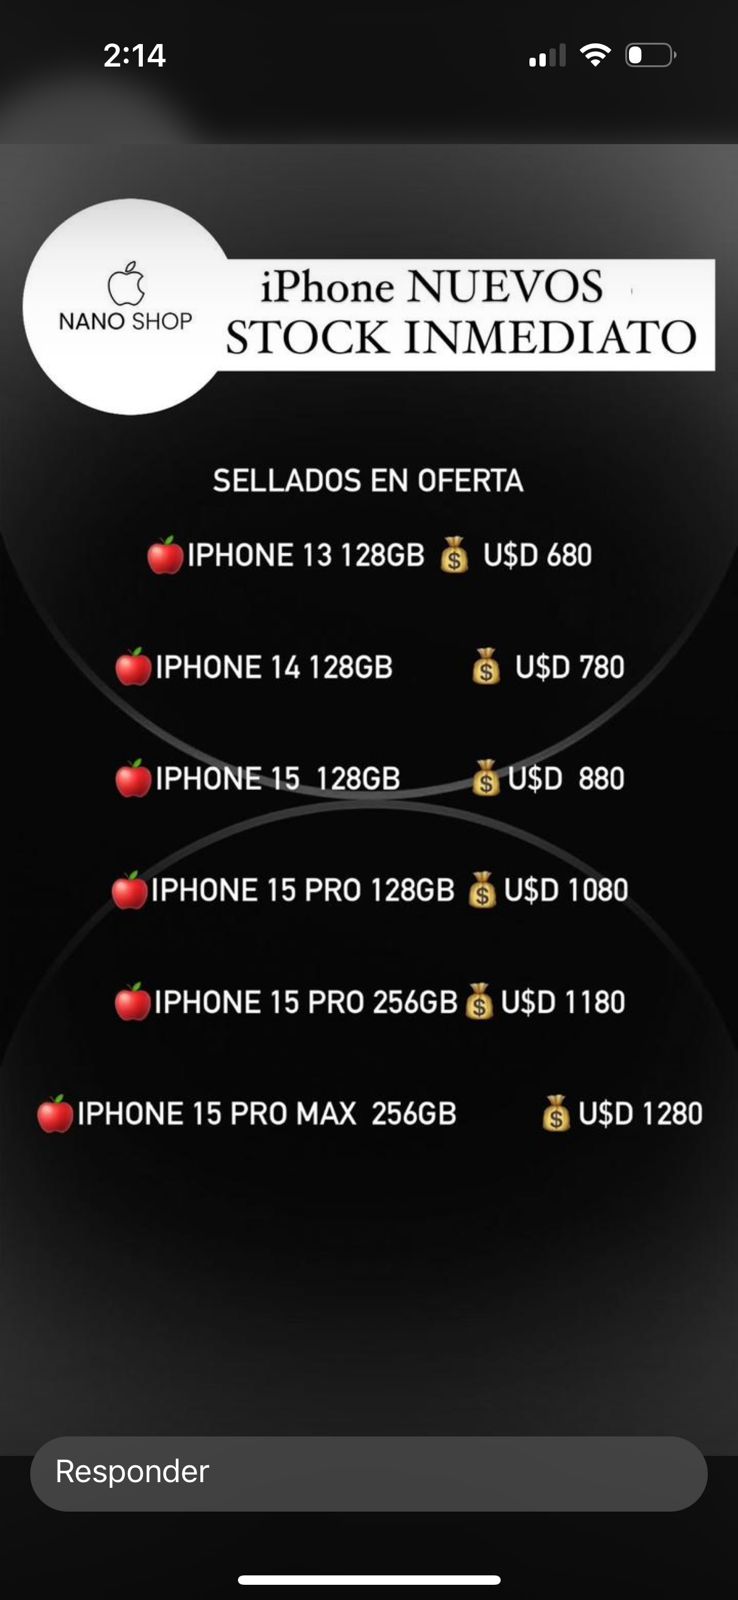 2:14
NANO SHOP
iPhone NUEVOS
STOCK INMEDIATO
SELLADOS EN OFERTA
🍎IPHONE 13 128GB 💰 U$D 680
🍎IPHONE 14 128GB 💰 U$D 780
🍎IPHONE 15 128GB 💰U$D 880
🍎IPHONE 15 PRO 128GB 💰U$D 1080
🍎IPHONE 15 PRO 256GB💰U$D 1180
🍎IPHONE 15 PRO MAX 256GB 💰U$D 1280
Responder